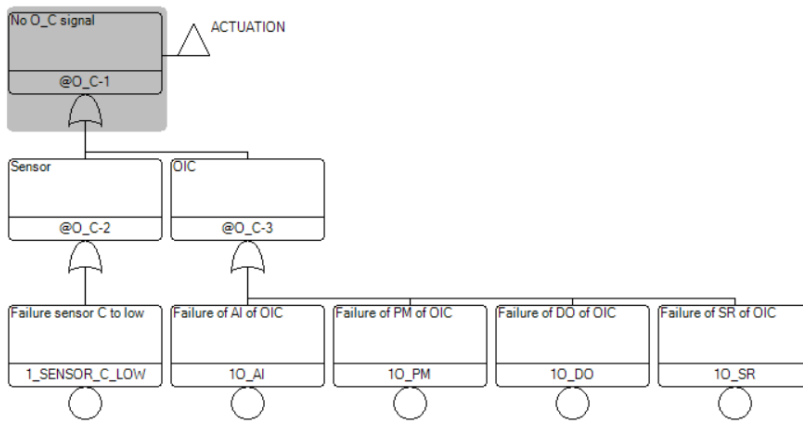 No O_C signal
ACTUATION
@O_C-1
Sensor
OIC
@O_C-2
@O_C-3
Failure sensor C to low
Failure of AI of OIC
Failure of PM of OIC
Failure of DO of OIC
Failure of SR of OIC
1_SENSOR_C_LOW
1O_AI
1O_PM
1O_DO
1O_SR